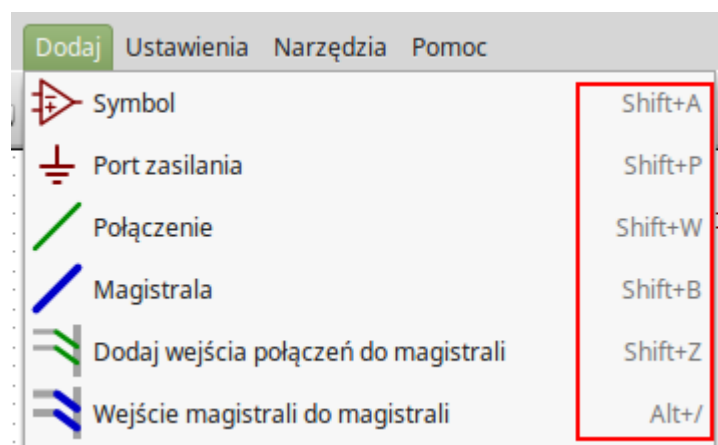 Dodaj Ustawienia Narzędzia Pomoc
Symbol Shift+A
Port zasilania Shift+P
Połączenie Shift+W
Magistrala Shift+B
Dodaj wejścia połączeń do magistrali Shift+Z
Wejście magistrali do magistrali Alt+/